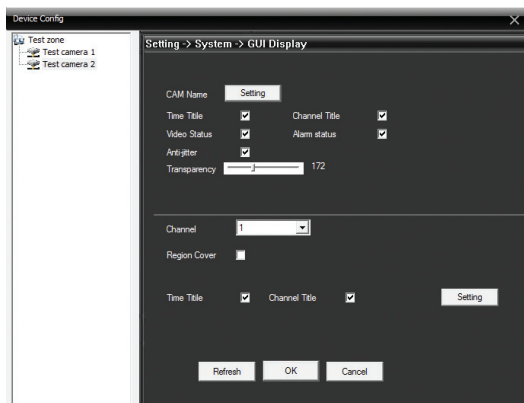 Device Config
Test zone
Test camera 1
Test camera 2
Setting -> System -> GUI Display
CAM Name Setting
Time Titile Channel Title
Video Status Alarm status
Anti-jitter
Transparency 172
Channel 1
Region Cover
Time Titile Channel Title Setting
Refresh OK Cancel